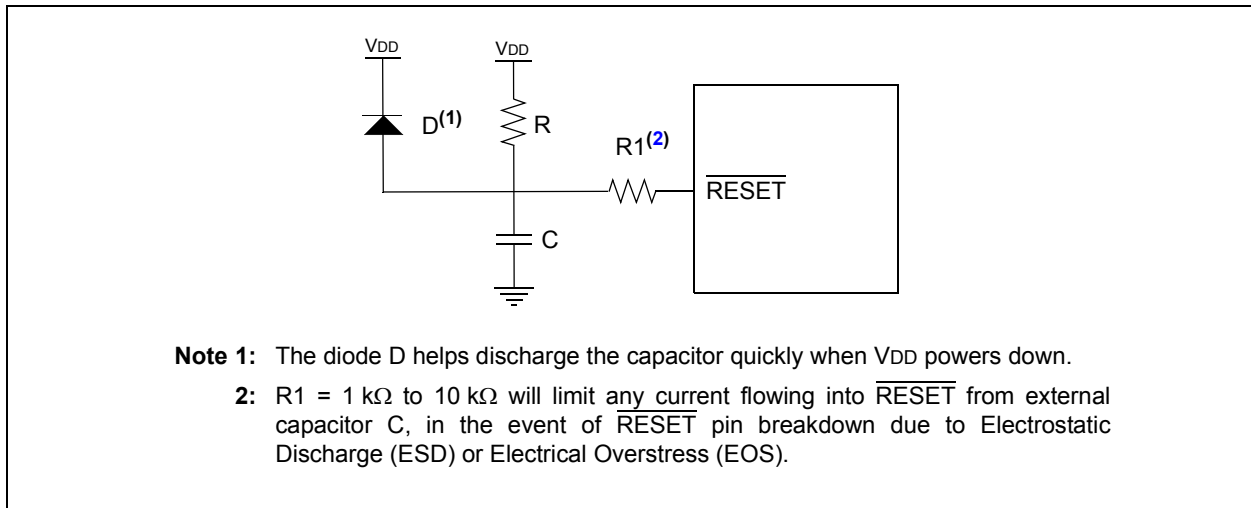 VDD VDD
D(1) R
R1(2)
RESET
C
Note 1: The diode D helps discharge the capacitor quickly when VDD powers down.
2: R1 = 1 kΩ to 10 kΩ will limit any current flowing into RESET from external
capacitor C, in the event of RESET pin breakdown due to Electrostatic
Discharge (ESD) or Electrical Overstress (EOS).